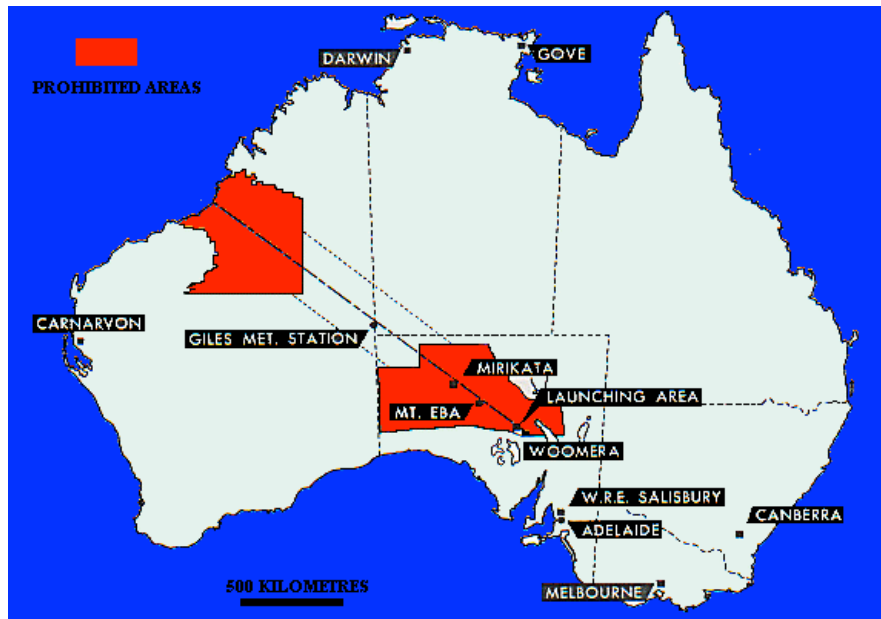 DARWIN
GOVE
PROHIBITED AREAS
CARNARVON
GILES MET. STATION
MIRIKATA
LAUNCHING AREA
MT. EBA
WOOMERA
W.R.E. SALISBURY
CANBERRA
ADELAIDE
500 KILOMETRES
MELBOURNE